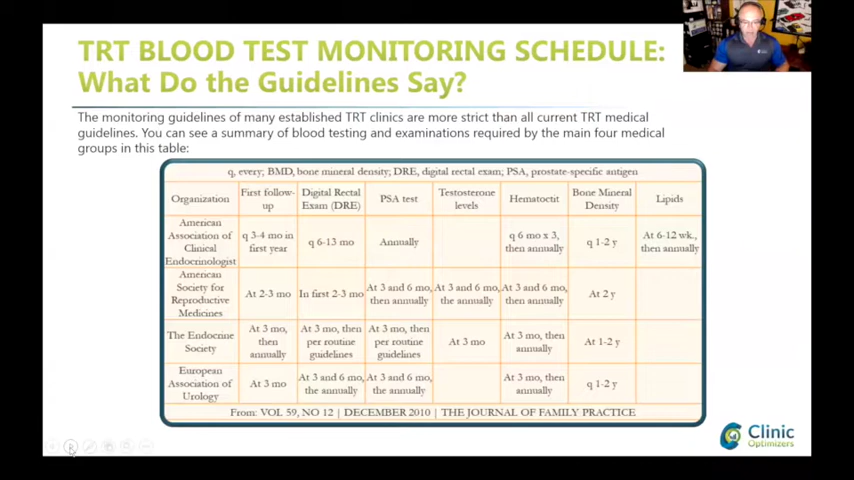 TRT BLOOD TEST MONITORING SCHEDULE:
What Do the Guidelines Say?
The monitoring guidelines of many established TRT clinics are more strict than all current TRT medical
guidelines. You can see a summary of blood testing and examinations required by the main four medical
groups in this table:
q, every; BMD, bone mineral density; DRE, digital rectal exam; PSA, prostate-specific antigen
Organization
First follow-
up
Digital Rectal
Exam (DRE)
PSA test
Testosterone
levels
Hematoctit
Bone Mineral
Density
Lipids
American
Association of
Clinical
Endocrinologist
q 3-4 mo in
first year
q 6-13 mo
Annually
q 6 mo x 3,
then annually
q 1-2 y
At 6-12 wk.,
then annually
American
Society for
Reproductive
Medicines
At 2-3 mo
In first 2-3 mo
At 3 and 6 mo,
then annually
At 3 and 6 mo,
the annually
At 3 and 6 mo,
then annually
At 2 y
The Endocrine
Society
At 3 mo,
then
annually
At 3 mo, then
per routine
guidelines
At 3 mo, then
per routine
guidelines
At 3 mo
At 3 mo, then
annually
At 1-2 y
European
Association of
Urology
At 3 mo
At 3 and 6 mo,
the annually
At 3 and 6 mo,
the annually
At 3 mo, then
annually
q 1-2 y
From: VOL 59, NO 12 | DECEMBER 2010 | THE JOURNAL OF FAMILY PRACTICE
Clinic
Optimizers